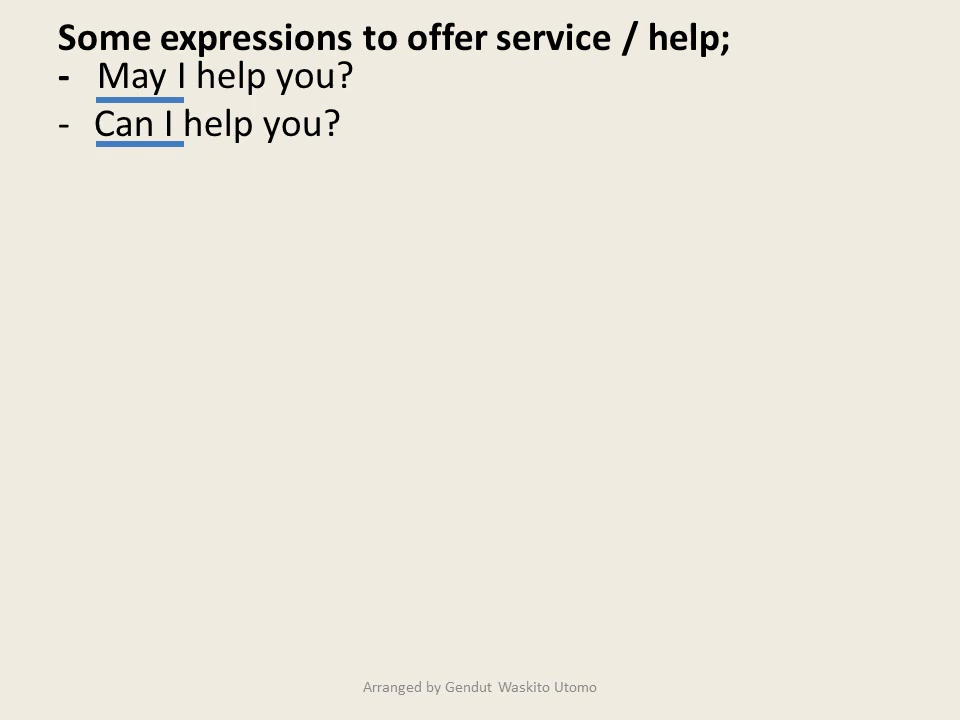 Some expressions to offer service / help;
- May I help you?
- Can I help you?
Arranged by Gendut Waskito Utomo